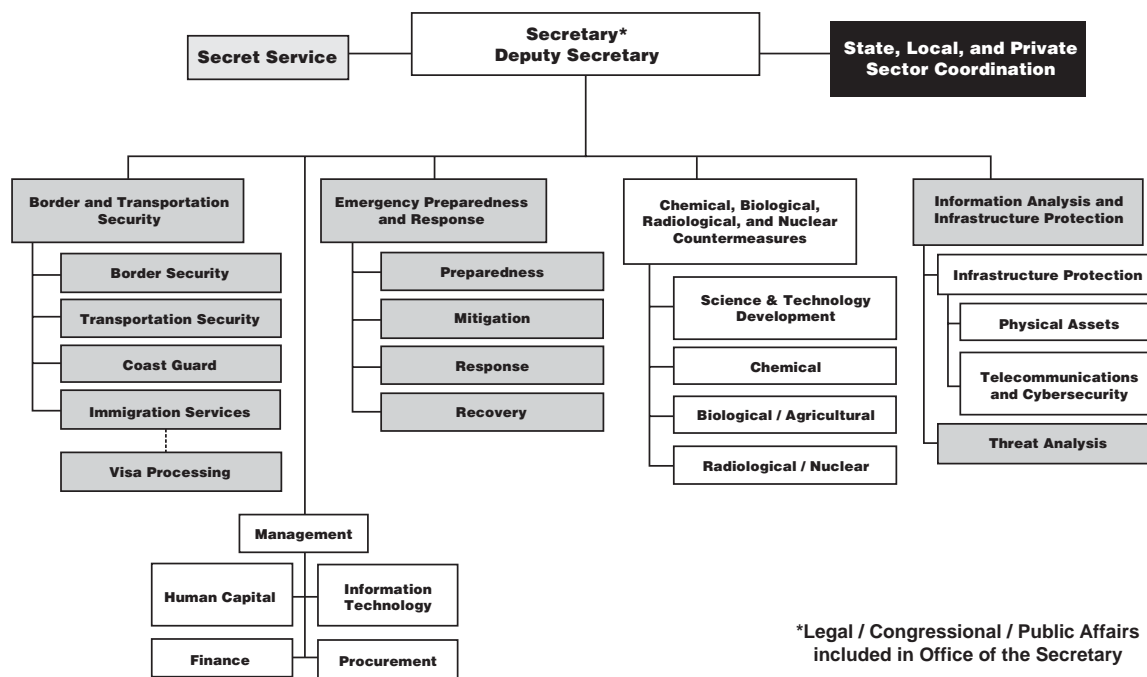 Secret Service
Secretary*
Deputy Secretary
State, Local, and Private
Sector Coordination
Border and Transportation
Security
Border Security
Transportation Security
Coast Guard
Immigration Services
Visa Processing
Emergency Preparedness
and Response
Preparedness
Mitigation
Response
Recovery
Chemical, Biological,
Radiological, and Nuclear
Countermeasures
Science & Technology
Development
Chemical
Biological / Agricultural
Radiological / Nuclear
Information Analysis and
Infrastructure Protection
Infrastructure Protection
Physical Assets
Telecommunications
and Cybersecurity
Threat Analysis
Management
Human Capital
Information
Technology
Finance
Procurement
*Legal / Congressional / Public Affairs
included in Office of the Secretary